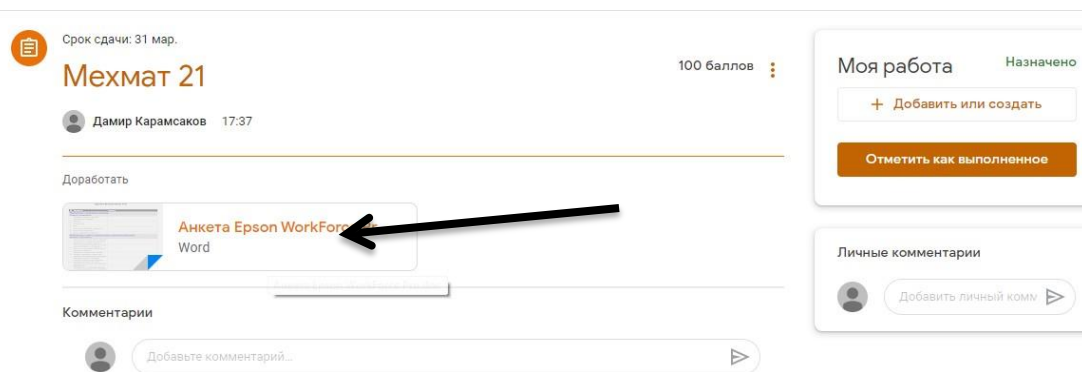 Срок сдачи: 31 мар.
Мехмат 21
100 баллов
Дамир Карамсаков 17:37
Доработать
Анкета Epson
Word
Комментарии
Добавьте комментарий...
Моя работа
Назначено
+ Добавить или создать
Отметить как выполненное
Личные комментарии
Добавить личный комм